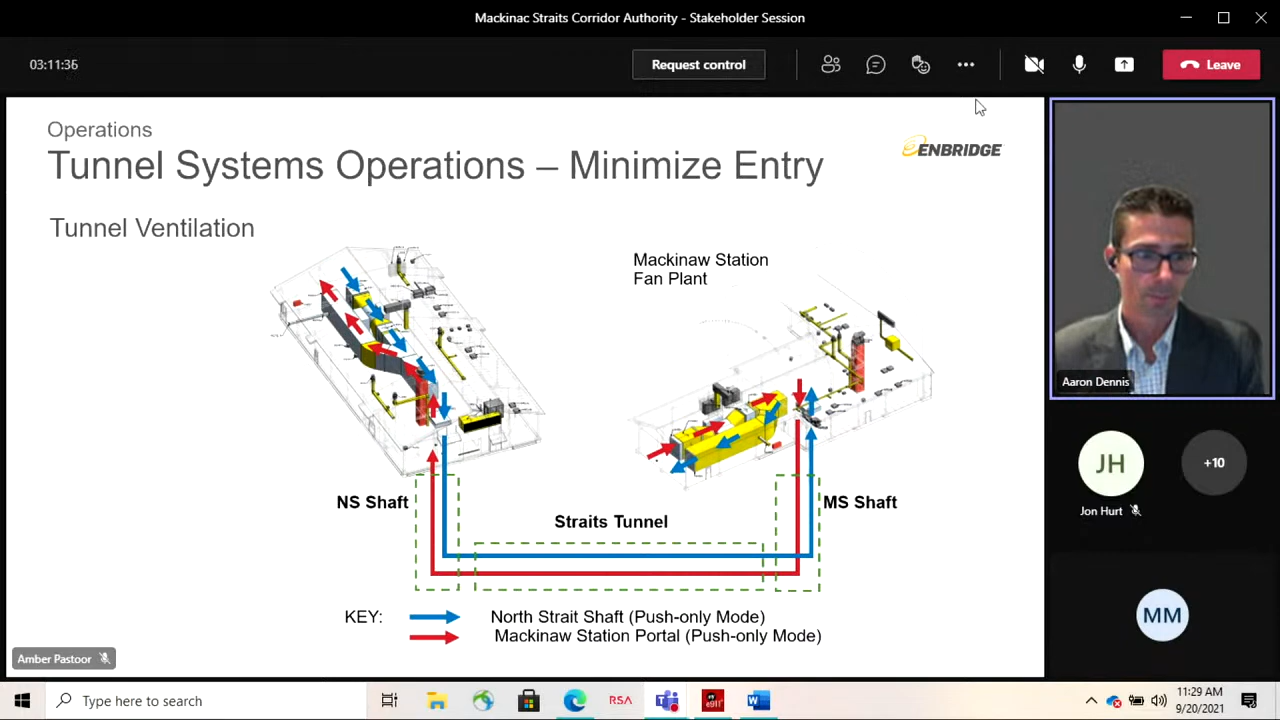 Mackinac Straits Corridor Authority - Stakeholder Session
03:11:36
Request control
Leave
Operations
Tunnel Systems Operations – Minimize Entry
ENBRIDGE
Tunnel Ventilation
Mackinaw Station
Fan Plant
NS Shaft
MS Shaft
Straits Tunnel
KEY:
North Strait Shaft (Push-only Mode)
Mackinaw Station Portal (Push-only Mode)
Amber Pastoor
Aaron Dennis
JH
+10
Jon Hurt
MM
Type here to search
RSA
e911
11:29 AM
9/20/2021